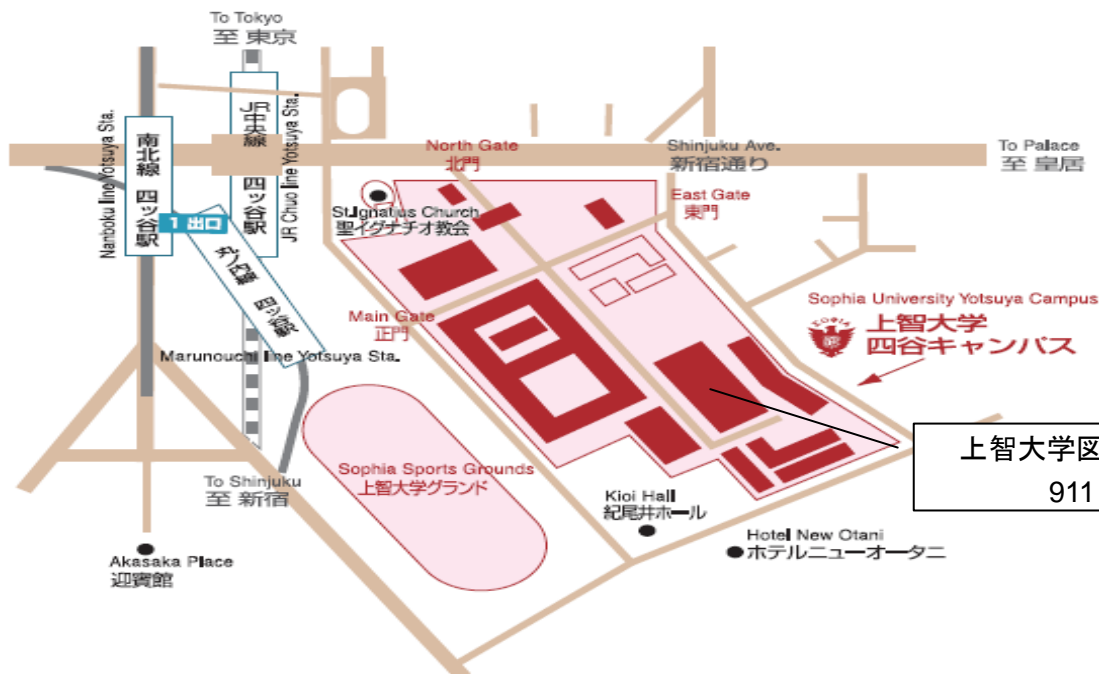 To Tokyo
至 東京
Nanboku line Yotsuya Sta.
南北線 四ッ谷駅
JR中央線 四ッ谷駅
JR Chuo line Yotsuya Sta.
North Gate
北門
Shinjuku Ave.
新宿通り
To Palace
至 皇居
East Gate
東門
St.Ignatius Church
聖イグナチオ教会
1 出口
丸ノ内線 四ッ谷駅
Marunouchi line Yotsuya Sta.
Main Gate
正門
Sophia University Yotsuya Campus
SOPIA
上智大学
四谷キャンパス
上智大学図
911
Sophia Sports Grounds
上智大学グランド
To Shinjuku
至 新宿
Kioi Hall
紀尾井ホール
Hotel New Otani
ホテルニューオータニ
Akasaka Place
迎賓館